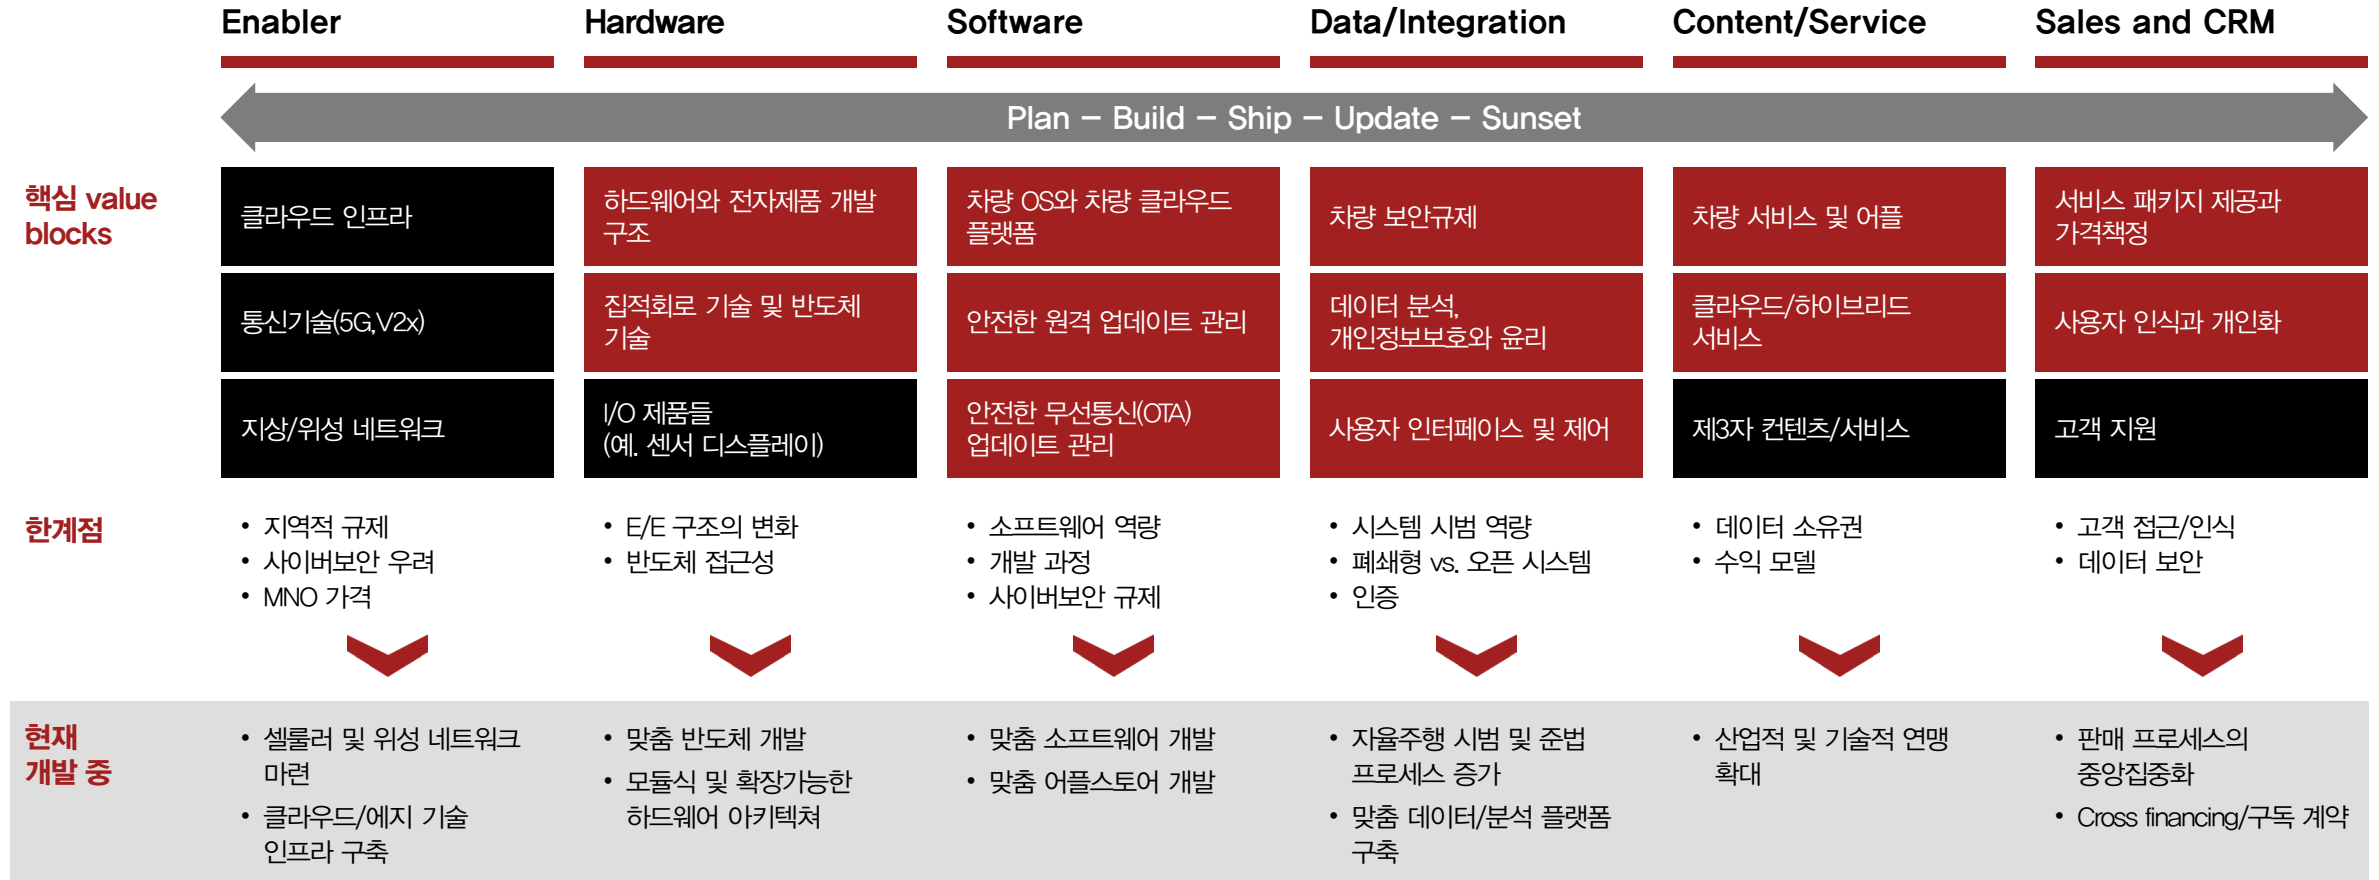 Enabler
Hardware
Software
Data/Integration
Content/Service
Sales and CRM
Plan – Build – Ship – Update – Sunset
핵심 value
blocks
클라우드 인프라
하드웨어와 전자제품 개발
구조
차량 OS와 차량 클라우드
플랫폼
차량 보안규제
차량 서비스 및 어플
서비스 패키지 제공과
가격책정
통신기술(5G,V2x)
집적회로 기술 및 반도체
기술
안전한 원격 업데이트 관리
데이터 분석,
개인정보보호와 윤리
클라우드/하이브리드
서비스
사용자 인식과 개인화
지상/위성 네트워크
I/O 제품들
(예. 센서 디스플레이)
안전한 무선통신(OTA)
업데이트 관리
사용자 인터페이스 및 제어
제3자 컨텐츠/서비스
고객 지원
한계점
• 지역적 규제
• 사이버보안 우려
• MNO 가격
• E/E 구조의 변화
• 반도체 접근성
• 소프트웨어 역량
• 개발 과정
• 사이버보안 규제
• 시스템 시범 역량
• 폐쇄형 vs. 오픈 시스템
• 인증
• 데이터 소유권
• 수익 모델
• 고객 접근/인식
• 데이터 보안
현재
개발 중
• 셀룰러 및 위성 네트워크
마련
• 클라우드/에지 기술
인프라 구축
• 맞춤 반도체 개발
• 모듈식 및 확장가능한
하드웨어 아키텍쳐
• 맞춤 소프트웨어 개발
• 맞춤 어플스토어 개발
• 자율주행 시범 및 준법
프로세스 증가
• 맞춤 데이터/분석 플랫폼
구축
• 산업적 및 기술적 연맹
확대
• 판매 프로세스의
중앙집중화
• Cross financing/구독 계약